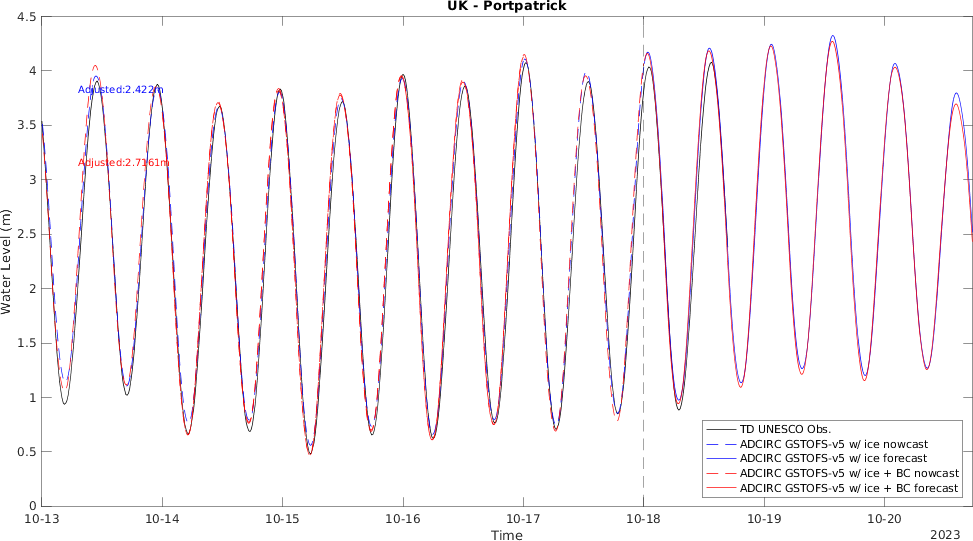 UK - Portpatrick
4.5
4
3.5
3
2.5
2
1.5
1
0.5
0
Water Level (m)
Adjusted:2.422m
Adjusted:2.7161m
TD UNESCO Obs.
ADCIRC GSTOFS-v5 w/ ice nowcast
ADCIRC GSTOFS-v5 w/ ice forecast
ADCIRC GSTOFS-v5 w/ ice + BC nowcast
ADCIRC GSTOFS-v5 w/ ice + BC forecast
10-13 10-14 10-15 10-16 10-17 10-18 10-19 10-20
Time
2023